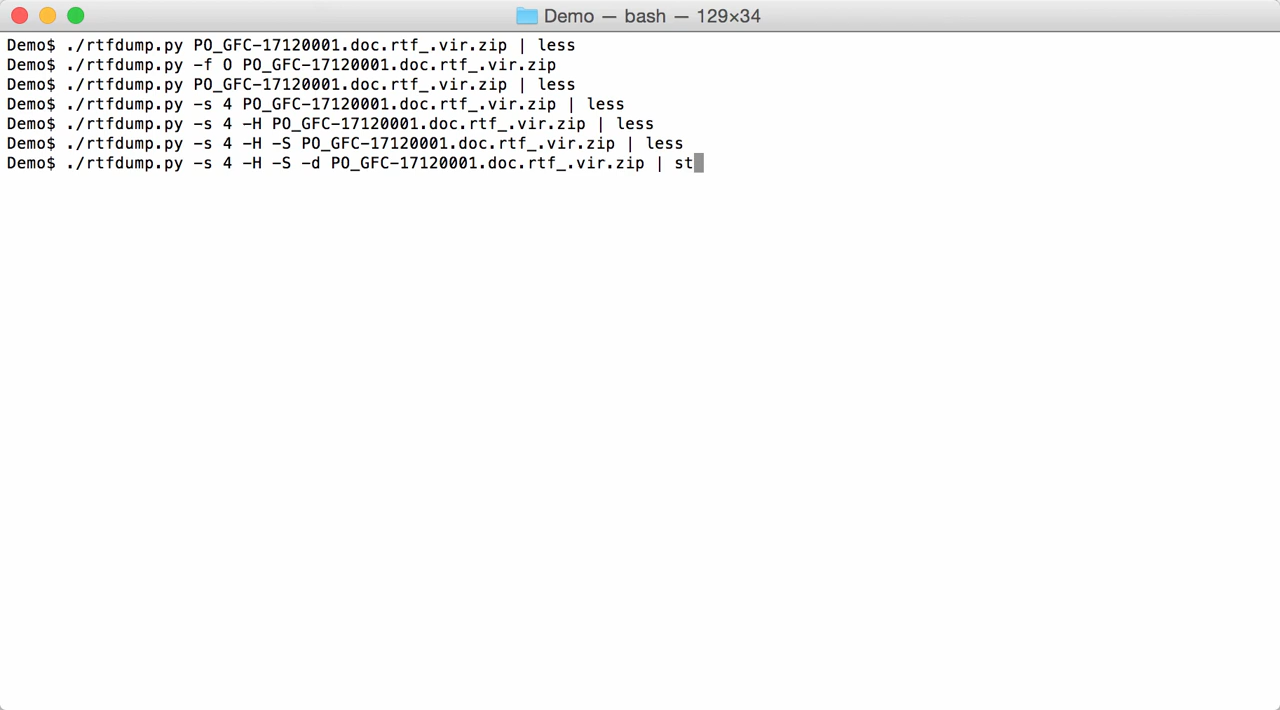 Demo — bash — 129×34
Demo$ ./rtfdump.py PO_GFC-17120001.doc.rtf_.vir.zip | less
Demo$ ./rtfdump.py -f O PO_GFC-17120001.doc.rtf_.vir.zip
Demo$ ./rtfdump.py PO_GFC-17120001.doc.rtf_.vir.zip | less
Demo$ ./rtfdump.py -s 4 PO_GFC-17120001.doc.rtf_.vir.zip | less
Demo$ ./rtfdump.py -s 4 -H PO_GFC-17120001.doc.rtf_.vir.zip | less
Demo$ ./rtfdump.py -s 4 -H -S PO_GFC-17120001.doc.rtf_.vir.zip | less
Demo$ ./rtfdump.py -s 4 -H -S -d PO_GFC-17120001.doc.rtf_.vir.zip | st